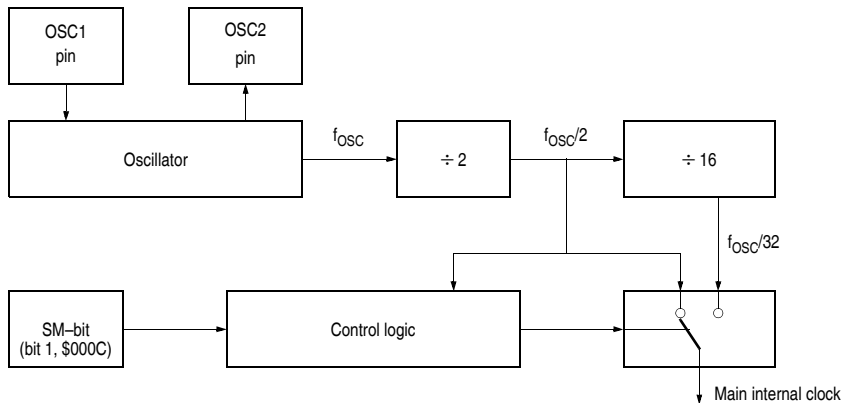 OSC1
pin
OSC2
pin
Oscillator
fOSC
÷ 2
fOSC/2
÷ 16
fOSC/32
SM–bit
(bit 1, $000C)
Control logic
Main internal clock